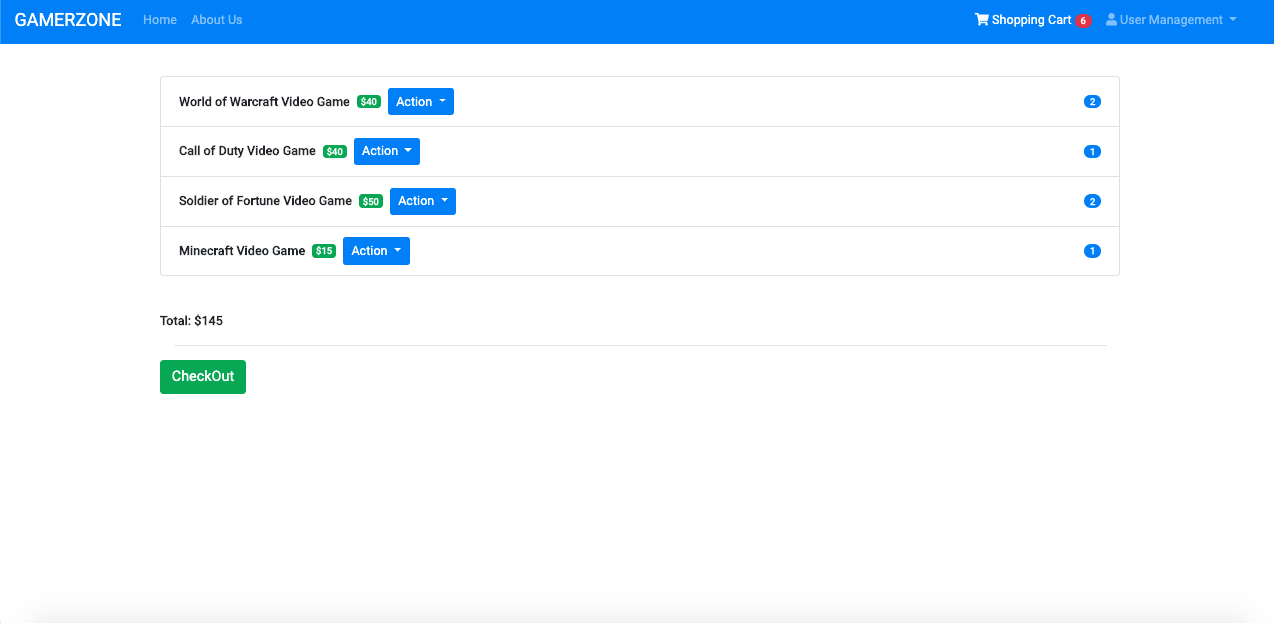 GAMERZONE Home About Us Shopping Cart 6 User Management
World of Warcraft Video Game $40 Action 2
Call of Duty Video Game $40 Action 1
Soldier of Fortune Video Game $50 Action 2
Minecraft Video Game $15 Action 1
Total: $145
CheckOut